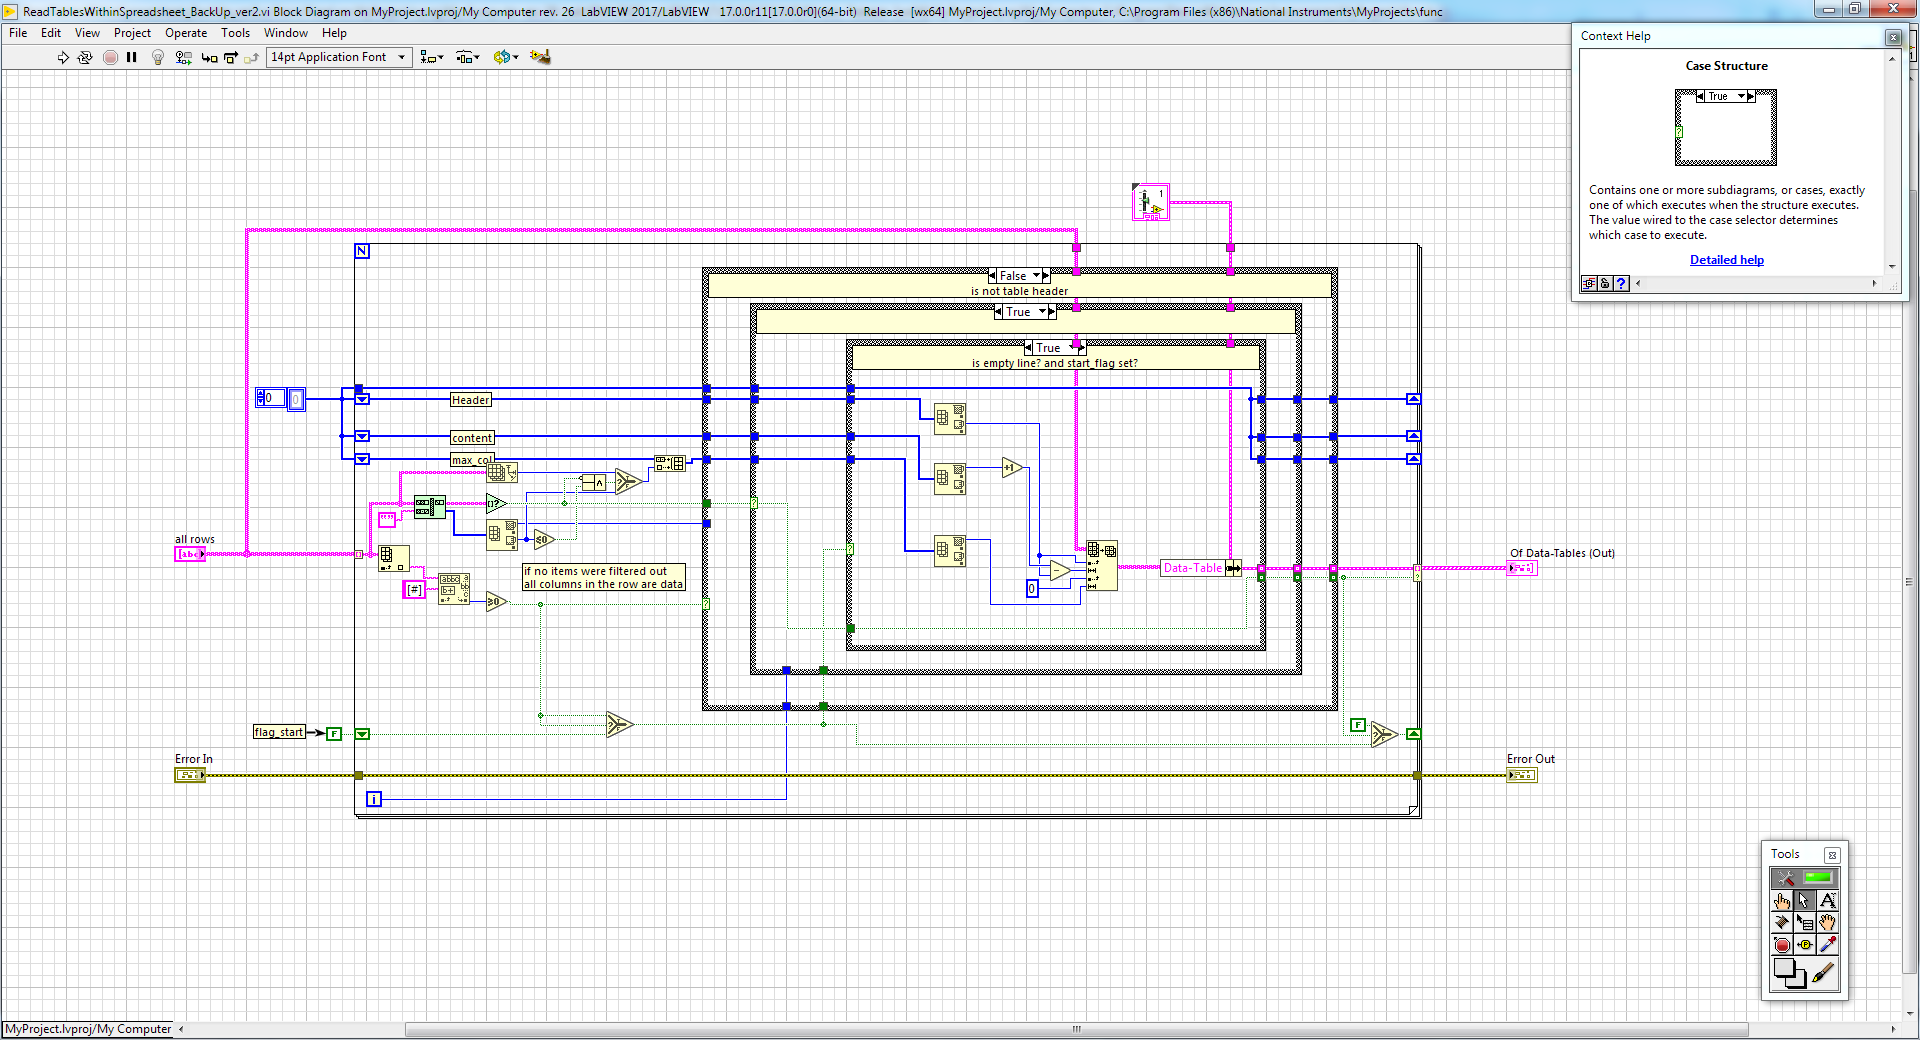 ReadTablesWithinSpreadsheet_BackUp_ver2.vi Block Diagram on MyProject.lvproj/My Computer rev. 26 LabVIEW 2017/LabVIEW 17.0.0r11[17.0.0r0](64-bit) Release [wx64] MyProject.lvproj/My Computer, C:\Program Files (x86)\National Instruments\MyProjects\func
File Edit View Project Operate Tools Window Help
14pt Application Font
Context Help
Case Structure
True
Contains one or more subdiagrams, or cases, exactly
one of which executes when the structure executes.
The value wired to the case selector determines
which case to execute.
Detailed help
1
N
False
is not table header
True
True
is empty line? and start_flag set?
0 0
Header
content
max_col
+1
≤0
all rows
[abc]
if no items were filtered out
all columns in the row are data
[#]
≥0
0
Data-Table
Of Data-Tables (Out)
flag_start
F
F
Error In
Error Out
i
Tools
MyProject.lvproj/My Computer